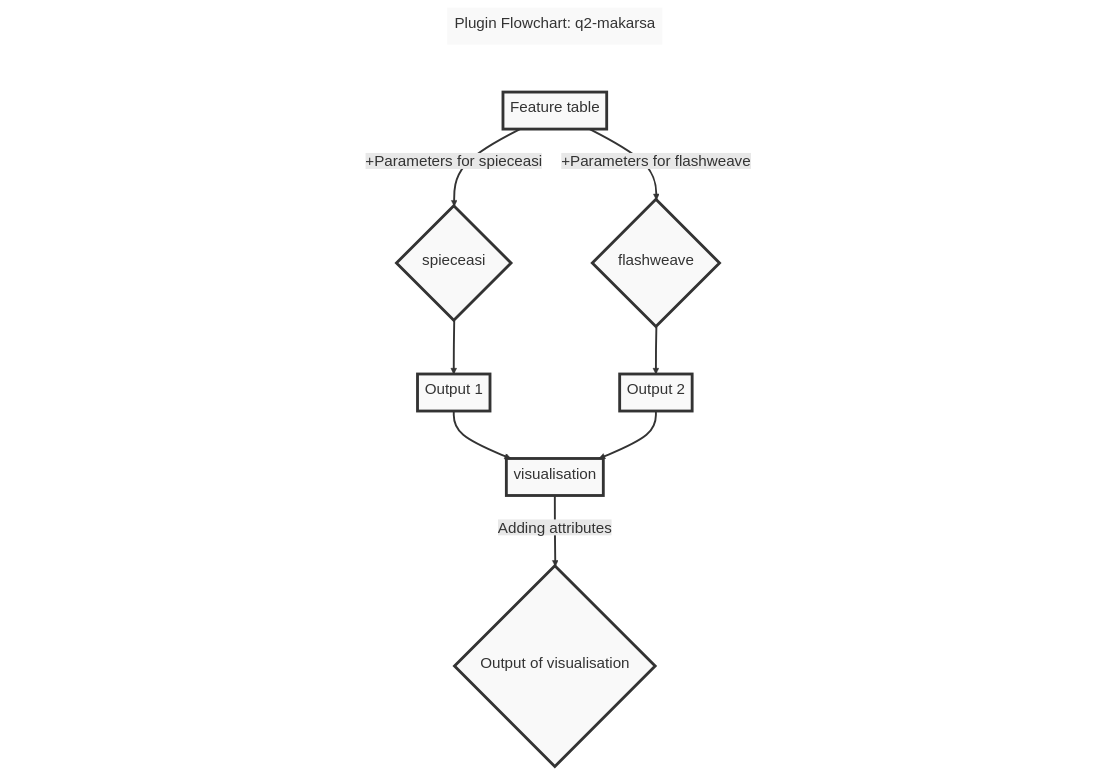 Plugin Flowchart: q2-makarsa
Feature table
+Parameters for spieceasi
+Parameters for flashweave
spieceasi
flashweave
Output 1
Output 2
visualisation
Adding attributes
Output of visualisation